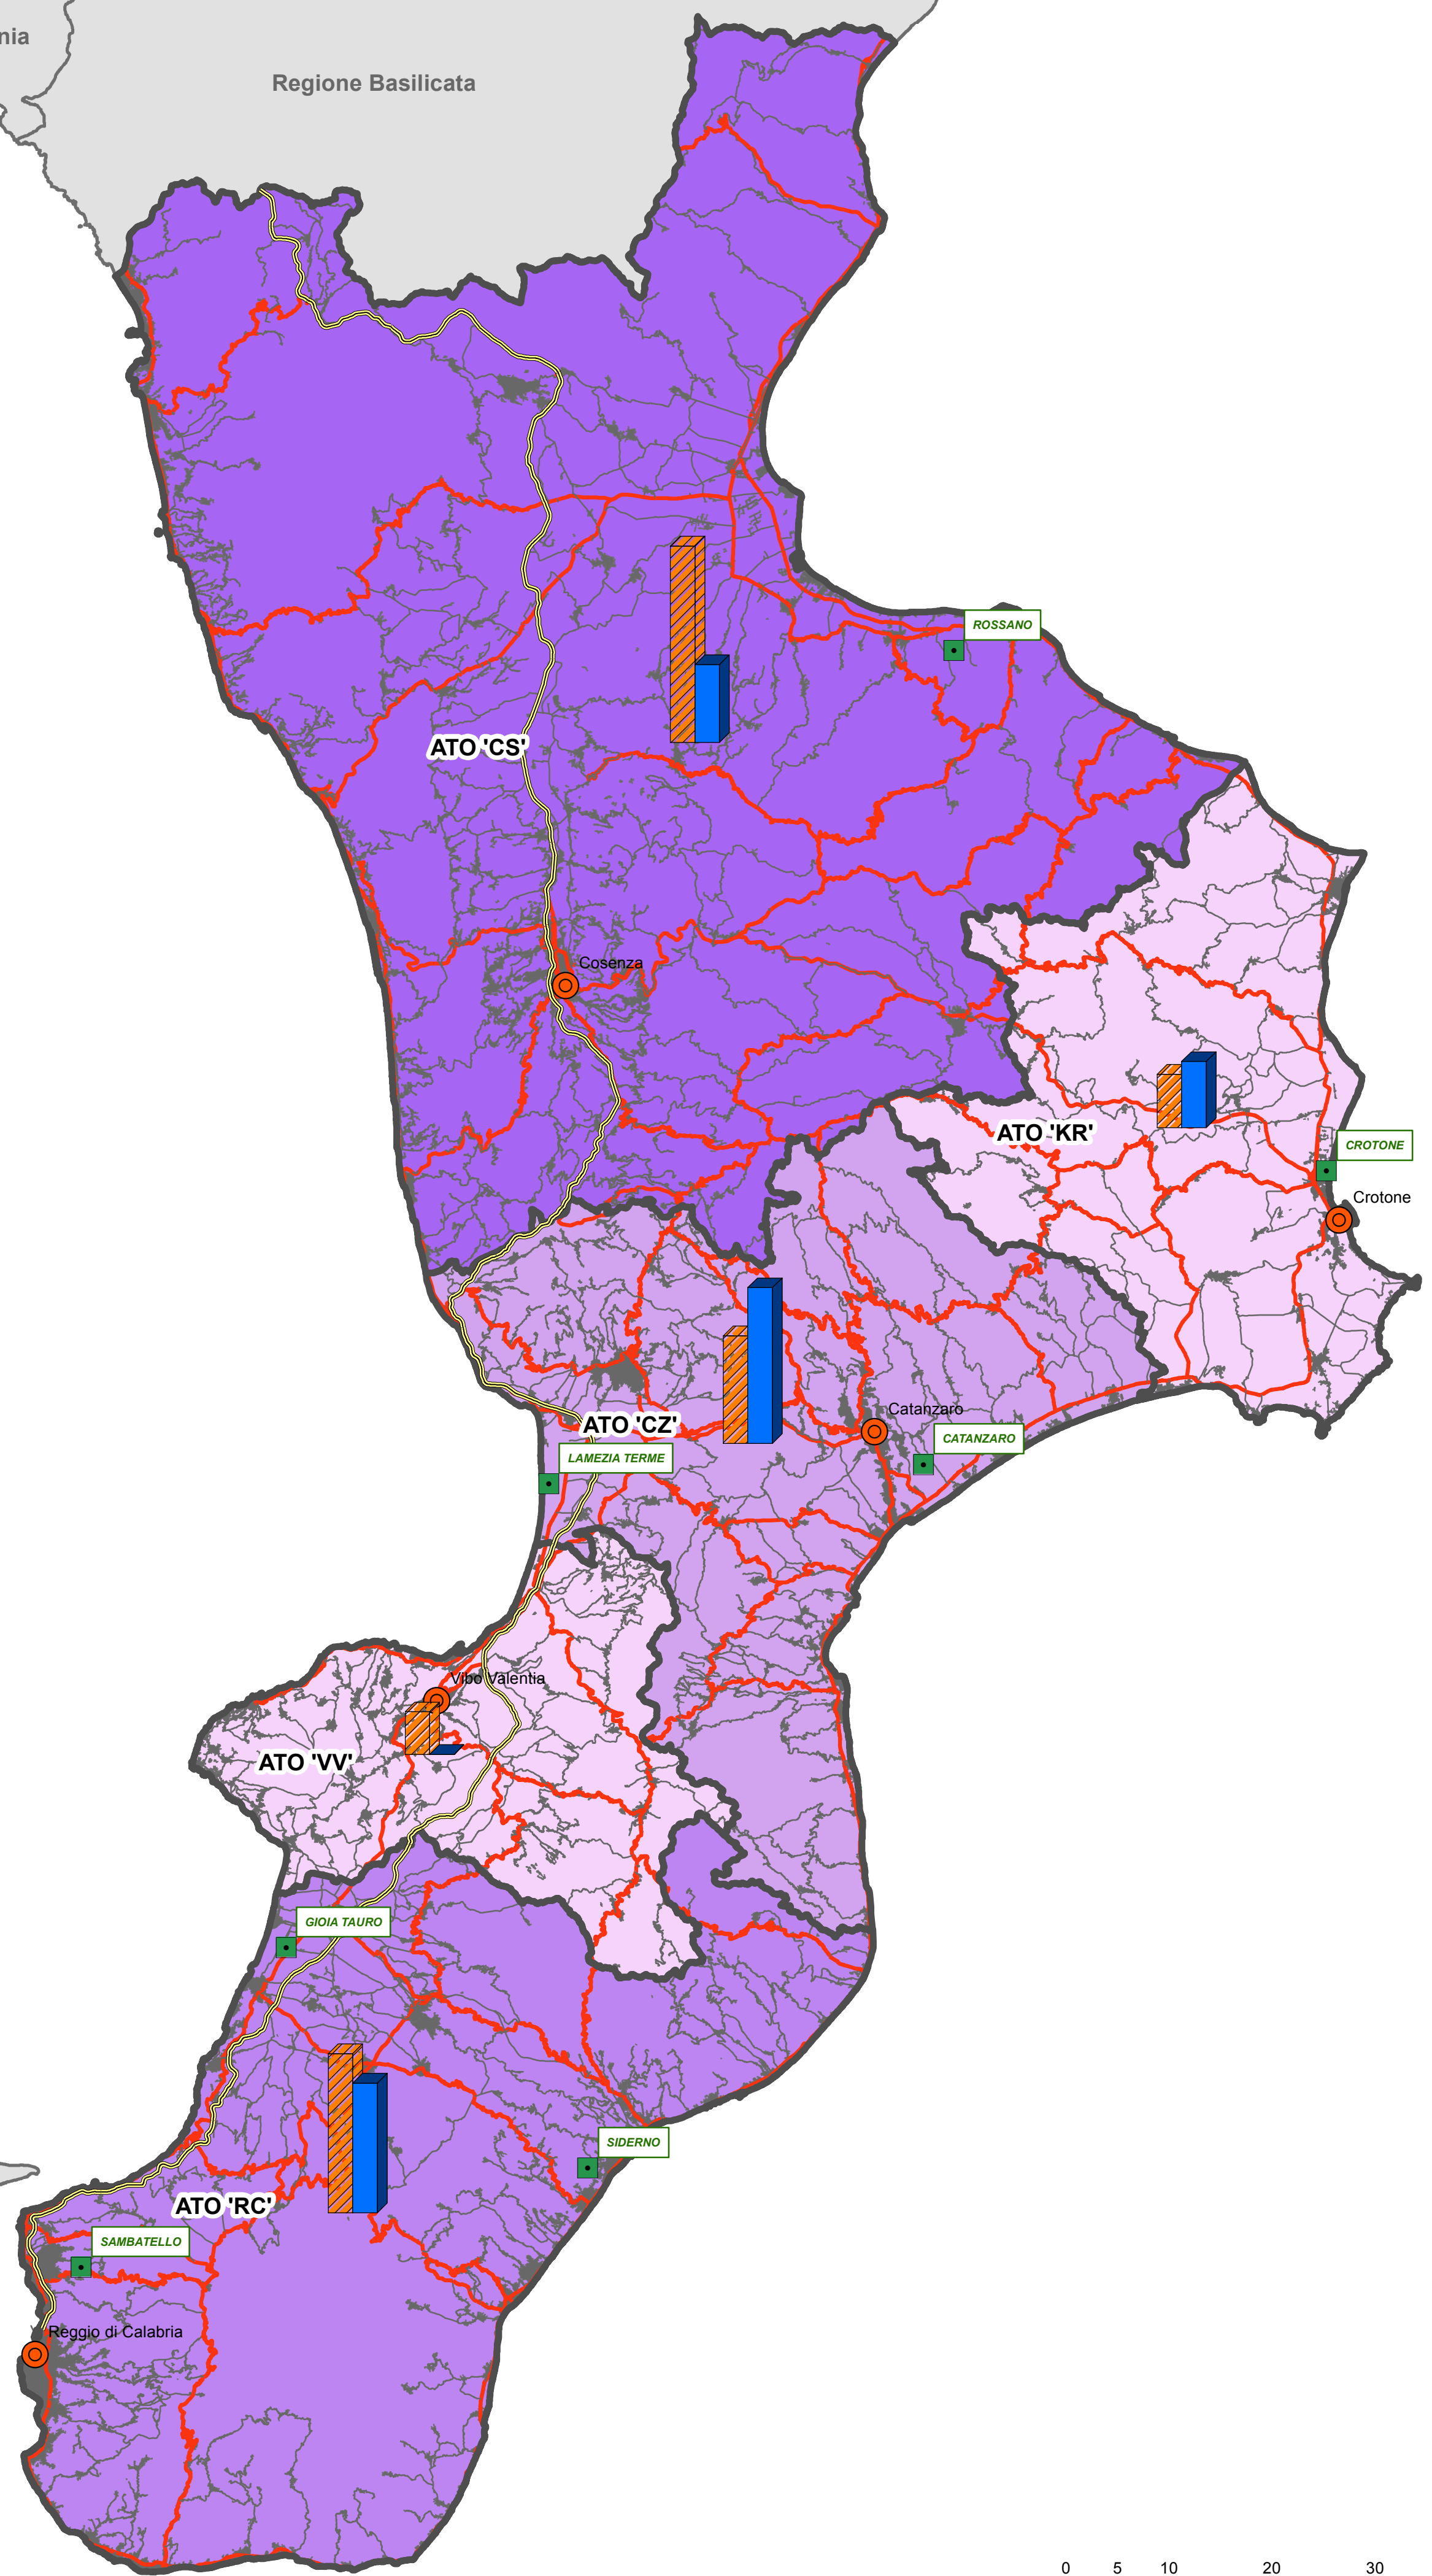 nia
Regione Basilicata
ROSSANO
ATO 'CS'
Cosenza
ATO 'KR'
CROTONE
Crotone
Catanzaro
ATO 'CZ'
CATANZARO
LAMEZIA TERME
Vibo Valentia
ATO 'VV'
GIOIA TAURO
SIDERNO
ATO 'RC'
SAMBATELLO
Reggio di Calabria
0 5 10 20 30